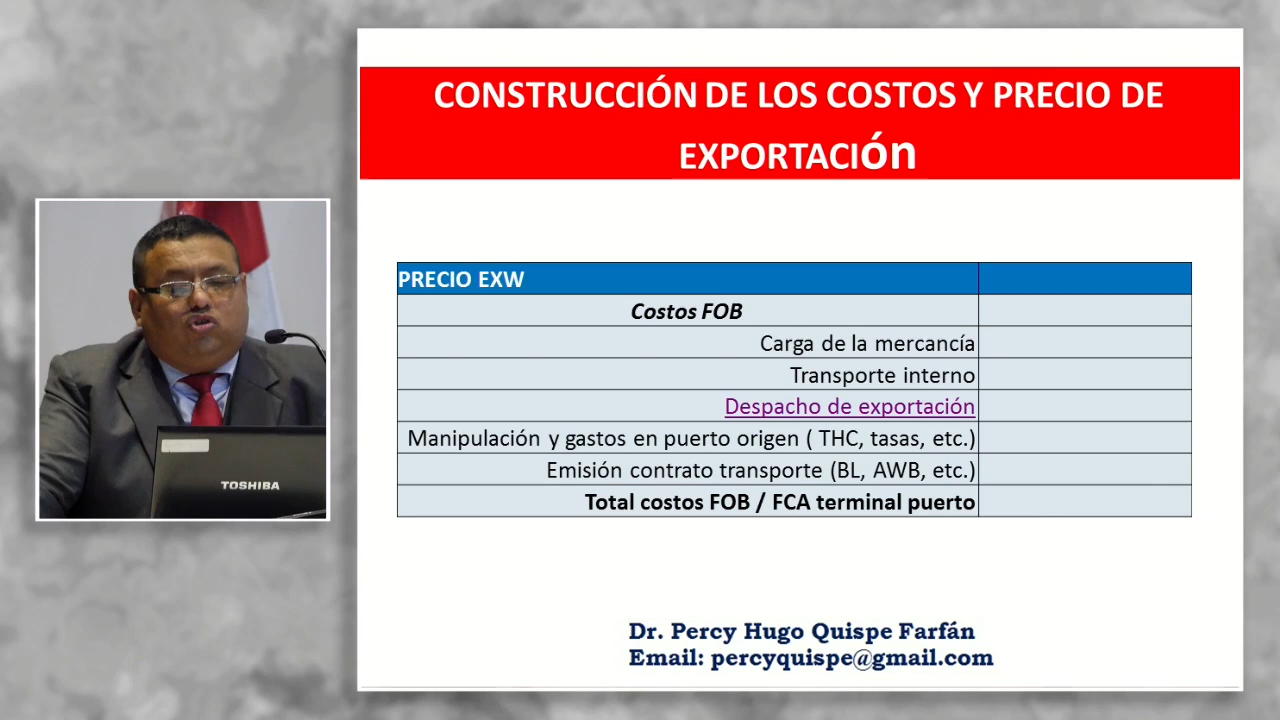 CONSTRUCCIÓN DE LOS COSTOS Y PRECIO DE
EXPORTACIón
PRECIO EXW
Costos FOB
Carga de la mercancía
Transporte interno
Despacho de exportación
Manipulación y gastos en puerto origen ( THC, tasas, etc.)
Emisión contrato transporte (BL, AWB, etc.)
Total costos FOB / FCA terminal puerto
TOSHIBA
Dr. Percy Hugo Quispe Farfán
Email: percyquispe@gmail.com